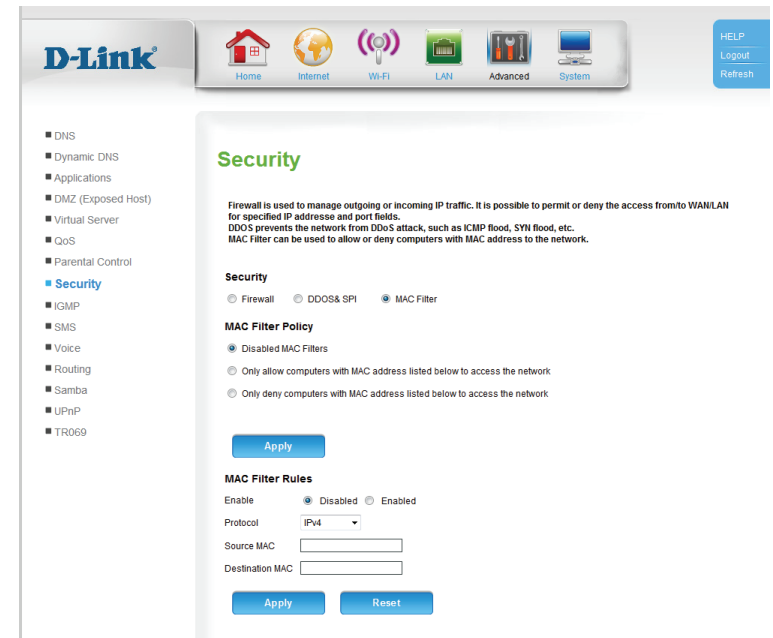 D-Link®
Home Internet Wi-Fi LAN Advanced System
HELP
Logout
Refresh
DNS
Dynamic DNS
Applications
DMZ (Exposed Host)
Virtual Server
QoS
Parental Control
Security
IGMP
SMS
Voice
Routing
Samba
UPnP
TR069
Security
Firewall is used to manage outgoing or incoming IP traffic. It is possible to permit or deny the access from/to WAN/LAN
for specified IP addresse and port fields.
DDOS prevents the network from DDoS attack, such as ICMP flood, SYN flood, etc.
MAC Filter can be used to allow or deny computers with MAC address to the network.
Security
Firewall DDOS& SPI MAC Filter
MAC Filter Policy
Disabled MAC Filters
Only allow computers with MAC address listed below to access the network
Only deny computers with MAC address listed below to access the network
Apply
MAC Filter Rules
Enable Disabled Enabled
Protocol IPv4
Source MAC
Destination MAC
Apply Reset